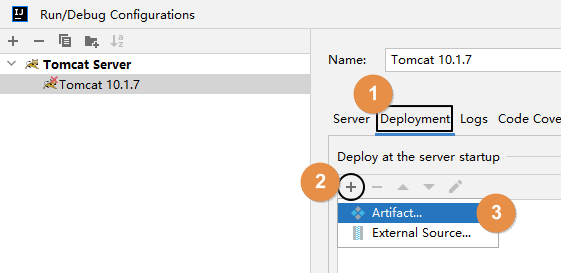 Run/Debug Configurations
Tomcat Server
Tomcat 10.1.7
Name: Tomcat 10.1.7
1
Server Deployment Logs Code Cove
Deploy at the server startup
2
Artifact... 3
External Source...